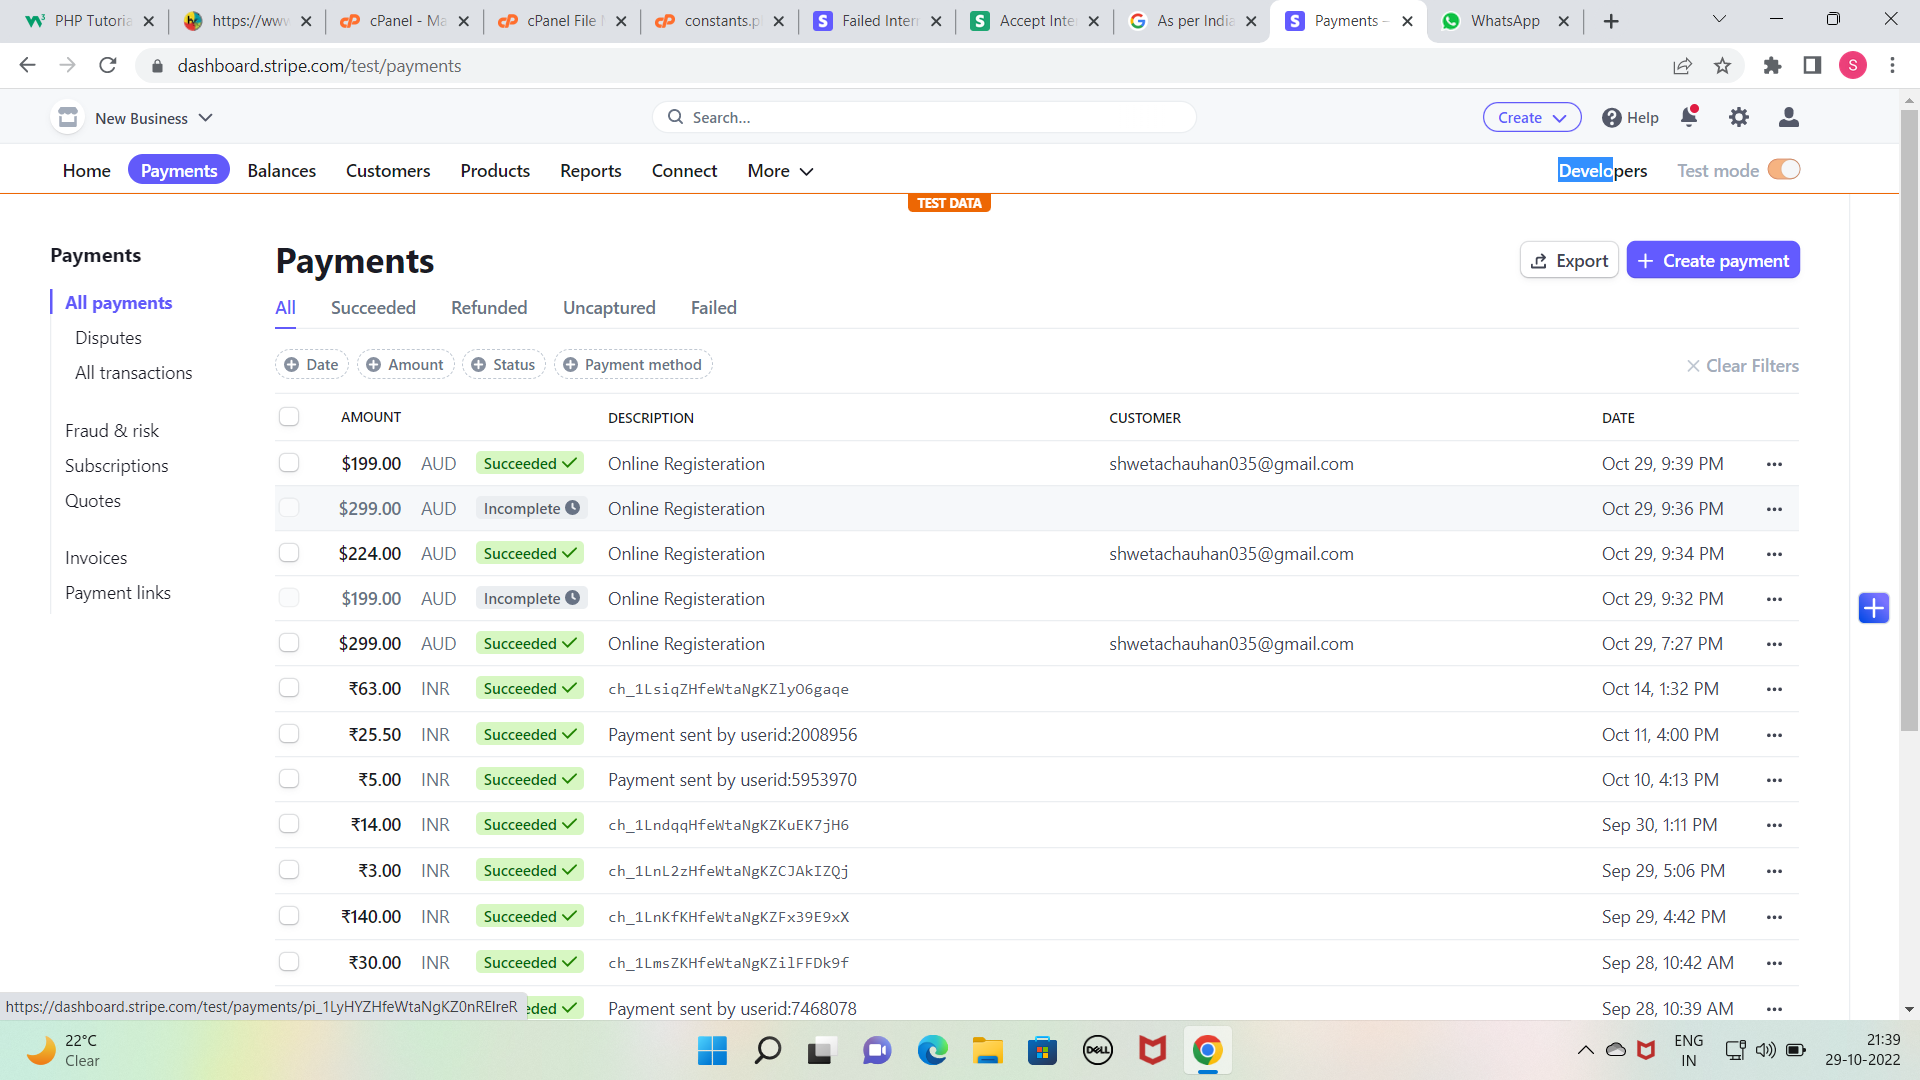 PHP Tutoria
https://www
cPanel - Ma
cPanel File M
constants.p
Failed Intern
Accept Inte
As per India
Payments –
WhatsApp
dashboard.stripe.com/test/payments
S
New Business
Search...
Create
Help
Home
Payments
Balances
Customers
Products
Reports
Connect
More
Developers
Test mode
TEST DATA
Payments
All payments
Disputes
All transactions
Fraud & risk
Subscriptions
Quotes
Invoices
Payment links
Payments
Export
Create payment
All
Succeeded
Refunded
Uncaptured
Failed
Date
Amount
Status
Payment method
Clear Filters
AMOUNT DESCRIPTION CUSTOMER DATE
$199.00 AUD Succeeded Online Registeration shwetachauhan035@gmail.com Oct 29, 9:39 PM
$299.00 AUD Incomplete Online Registeration Oct 29, 9:36 PM
$224.00 AUD Succeeded Online Registeration shwetachauhan035@gmail.com Oct 29, 9:34 PM
$199.00 AUD Incomplete Online Registeration Oct 29, 9:32 PM
$299.00 AUD Succeeded Online Registeration shwetachauhan035@gmail.com Oct 29, 7:27 PM
₹63.00 INR Succeeded ch_1LsiqZHfeWtaNgKZlyO6gaqe Oct 14, 1:32 PM
₹25.50 INR Succeeded Payment sent by userid:2008956 Oct 11, 4:00 PM
₹5.00 INR Succeeded Payment sent by userid:5953970 Oct 10, 4:13 PM
₹14.00 INR Succeeded ch_1LndqqHfeWtaNgKZKuEK7jH6 Sep 30, 1:11 PM
₹3.00 INR Succeeded ch_1LnL2zHfeWtaNgKZCJAkIZQj Sep 29, 5:06 PM
₹140.00 INR Succeeded ch_1LnKfKHfeWtaNgKZFx39E9xX Sep 29, 4:42 PM
₹30.00 INR Succeeded ch_1LmsZKHfeWtaNgKZilFFDk9f Sep 28, 10:42 AM
eded Payment sent by userid:7468078 Sep 28, 10:39 AM
https://dashboard.stripe.com/test/payments/pi_1LyHYZHfeWtaNgKZ0nREIreR
22°C
Clear
DELL
ENG
IN
21:39
29-10-2022